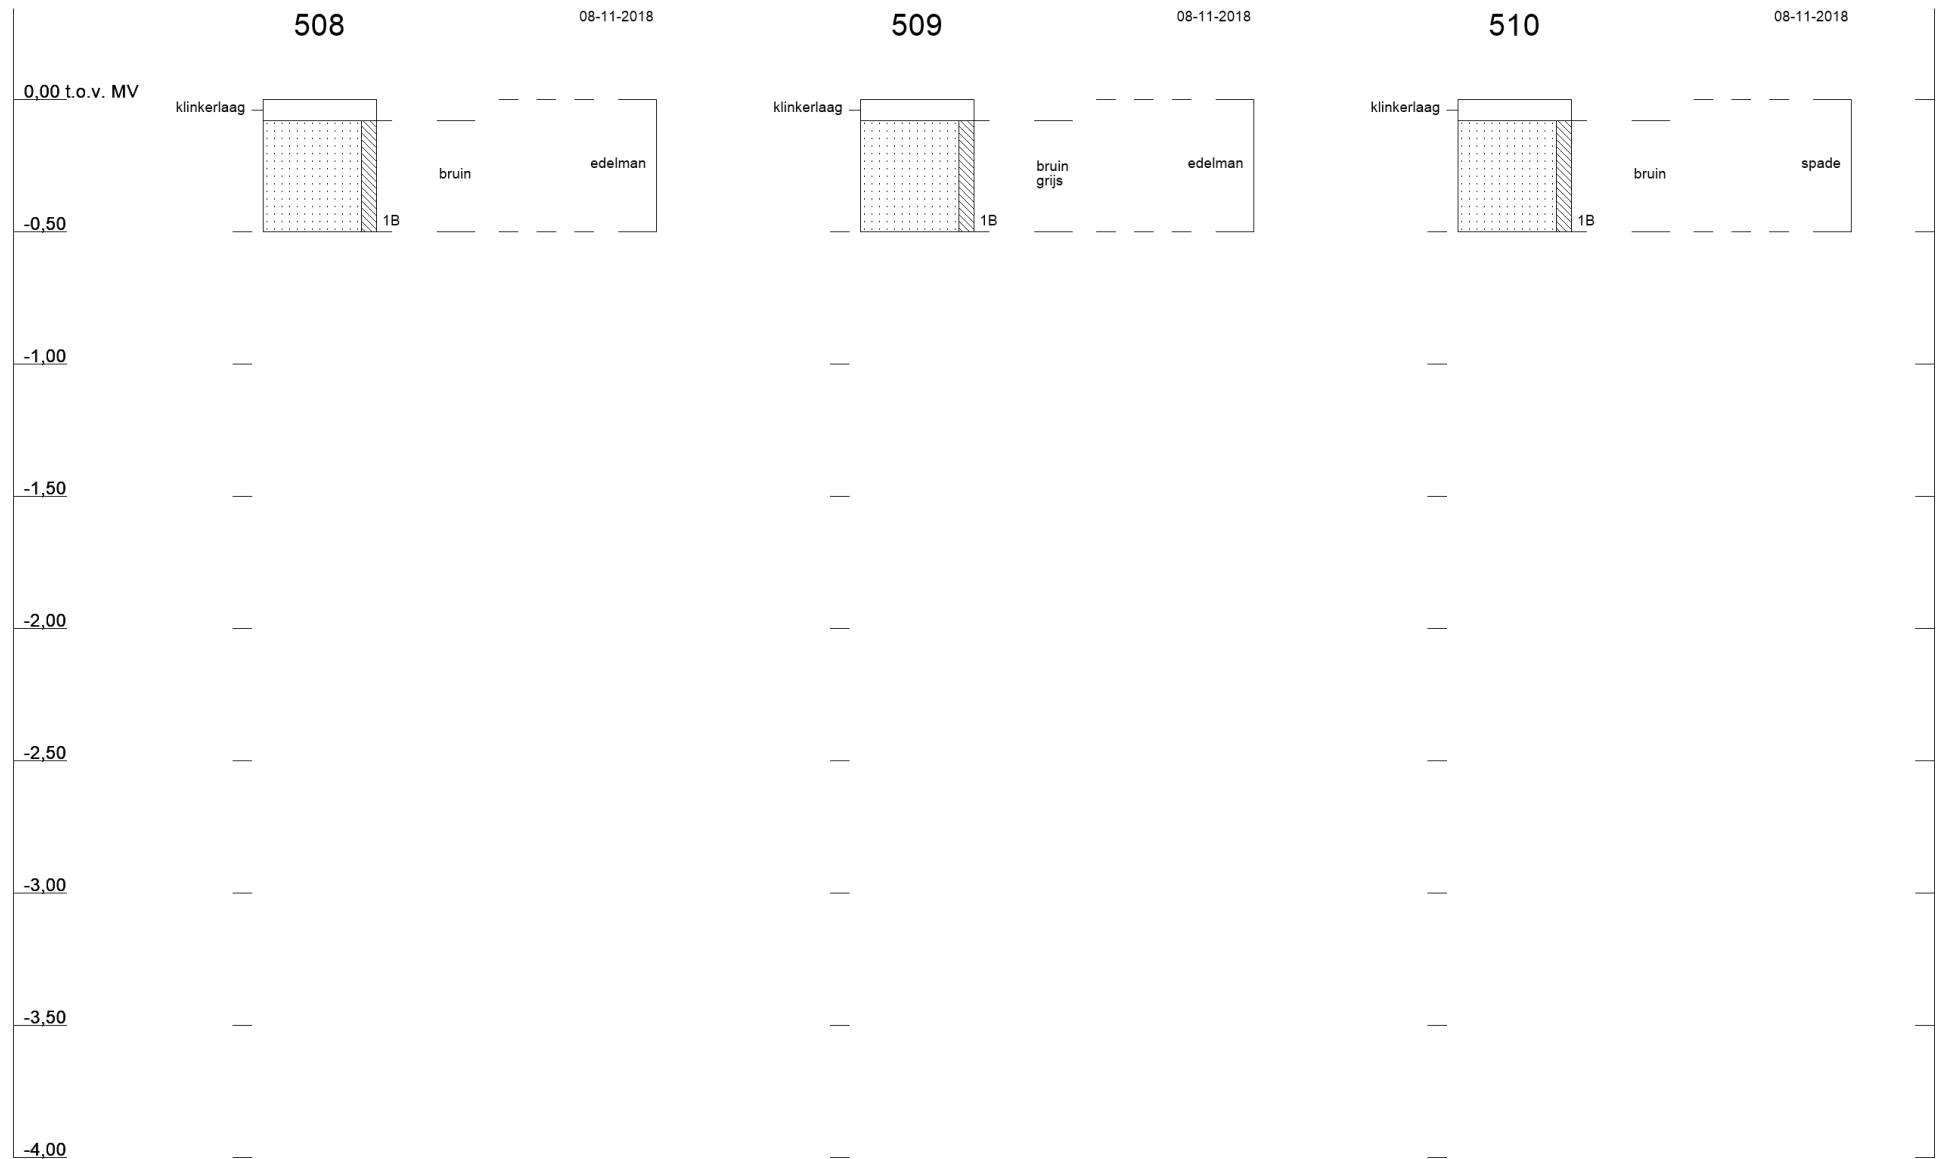 508
08-11-2018
509
08-11-2018
510
08-11-2018
0,00 t.o.v. MV
klinkerlaag
klinkerlaag
klinkerlaag
edelman
edelman
spade
bruin
bruin
grijs
bruin
1B
1B
1B
-0,50
-1,00
-1,50
-2,00
-2,50
-3,00
-3,50
-4,00